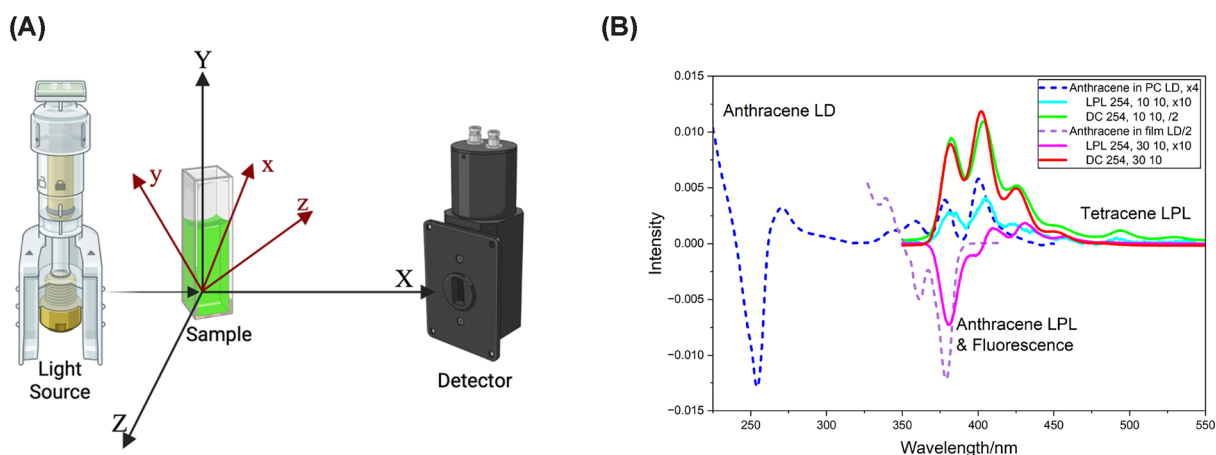 (A)
Y
x
y
z
X
Z
Light
Source
Sample
Detector
(B)
Anthracene LD
Anthracene in PC LD, x4
LPL 254, 10 10, x10
DC 254, 10 10, /2
Anthracene in film LD/2
LPL 254, 30 10, x10
DC 254, 30 10
Tetracene LPL
Anthracene LPL
& Fluorescence
Intensity
0.015
0.010
0.005
0.000
−0.005
−0.010
−0.015
250
300
350
400
450
500
550
Wavelength/nm